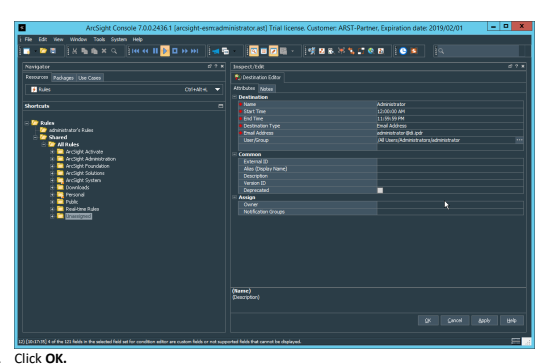 ArcSight Console 7.0.0.2436.1 [arcsight-esm:administrator.ast] Trial license. Customer: ARST-Partner, Expiration date: 2019/02/01
File Edit View Window Tools System Help
Navigator
Resources Packages Use Cases
Rules Ctrl+Alt+L
Shortcuts
Rules
administrator's Rules
Shared
All Rules
ArcSight Activate
ArcSight Administration
ArcSight Foundation
ArcSight Solutions
ArcSight System
Downloads
Personal
Public
Real-time Rules
Unassigned
Inspect/Edit
Destination Editor
Attributes Notes
Destination
Name Administrator
Start Time 12:00:00 AM
End Time 11:59:59 PM
Destination Type Email Address
Email Address
User/Group /All Users/Administrators/administrator
Common
External ID
Alias (Display Name)
Description
Version ID
Deprecated
Assign
Owner
Notification Groups
(Name)
(Description)
OK Cancel Apply Help
4 of the 121 fields in the selected field set for condition editor are custom fields or not supported fields that cannot be displayed.
Click OK.